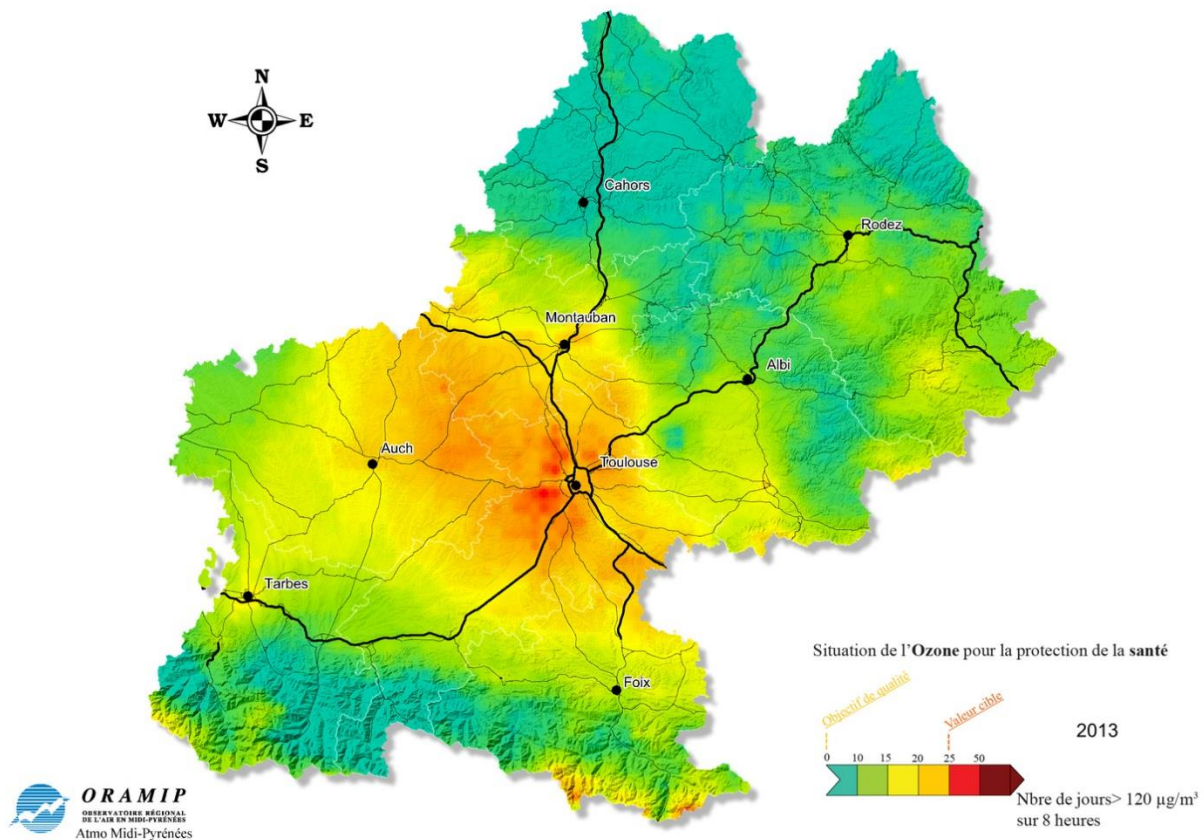 N
W E
S
Cahors
Rodez
Montauban
Albi
Auch
Toulouse
Tarbes
Foix
Situation de l'Ozone pour la protection de la santé
Objectif de qualité
Valeur cible
2013
0 10 15 20 25 50
Nbre de jours> 120 µg/m³
sur 8 heures
ORAMIP
OBSERVATOIRE RÉGIONAL
DE L'AIR EN MIDI-PYRÉNÉES
Atmo Midi-Pyrénées